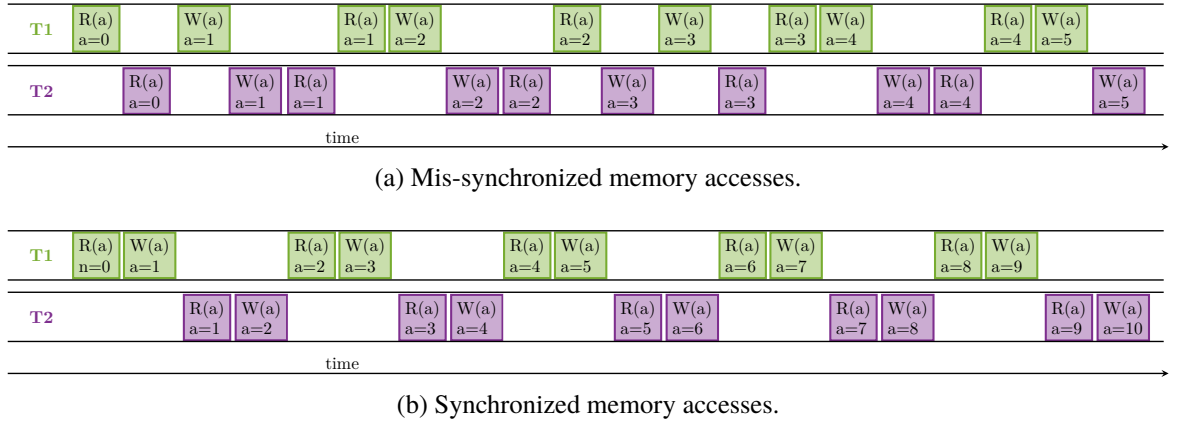 T1
R(a) W(a) R(a) W(a) R(a) W(a) R(a) W(a) R(a) W(a)
a=0 a=1 a=1 a=2 a=2 a=3 a=3 a=4 a=4 a=5
T2
R(a) W(a) R(a) W(a) R(a) W(a) R(a) W(a) R(a) W(a)
a=0 a=1 a=1 a=2 a=2 a=3 a=3 a=4 a=4 a=5
time
(a) Mis-synchronized memory accesses.
T1
R(a) W(a) R(a) W(a) R(a) W(a) R(a) W(a) R(a) W(a)
n=0 a=1 a=2 a=3 a=4 a=5 a=6 a=7 a=8 a=9
T2
R(a) W(a) R(a) W(a) R(a) W(a) R(a) W(a) R(a) W(a)
a=1 a=2 a=3 a=4 a=5 a=6 a=7 a=8 a=9 a=10
time
(b) Synchronized memory accesses.